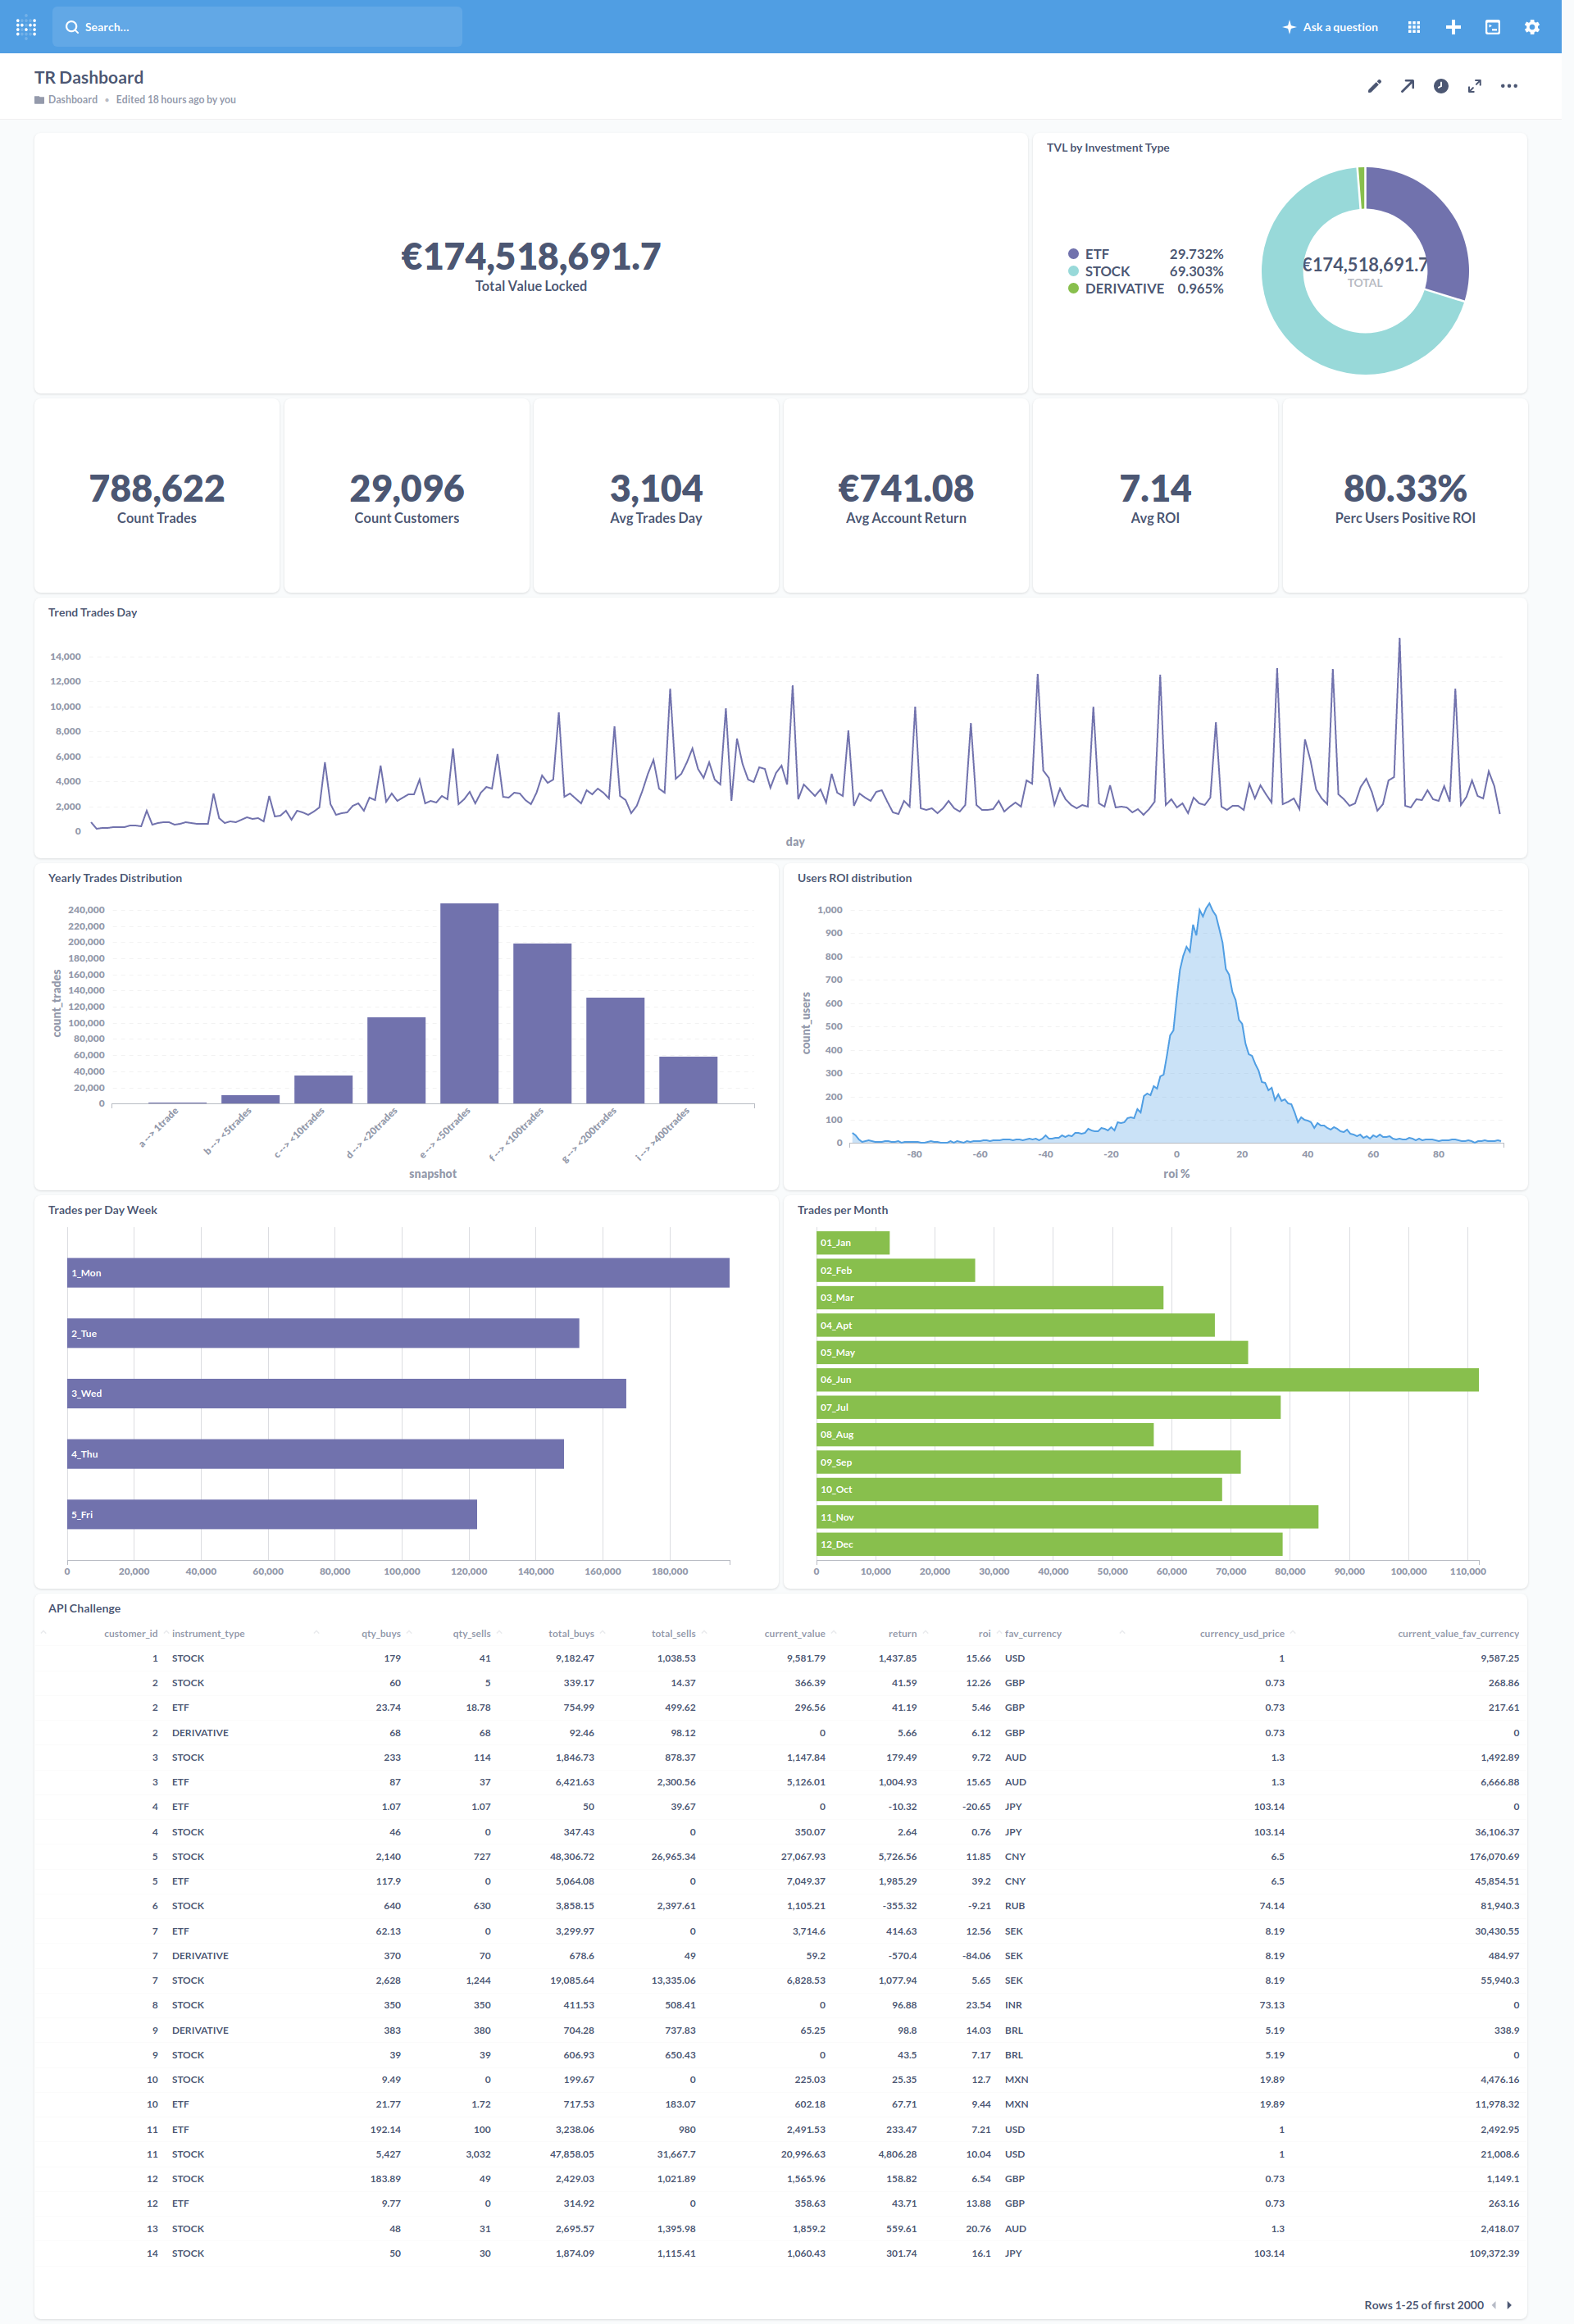 Search...
Ask a question
TR Dashboard
Dashboard • Edited 18 hours ago by you
€174,518,691.7
Total Value Locked
TVL by Investment Type
ETF 29.732%
STOCK 69.303%
DERIVATIVE 0.965%
€174,518,691.7
TOTAL
788,622
Count Trades
29,096
Count Customers
3,104
Avg Trades Day
€741.08
Avg Account Return
7.14
Avg ROI
80.33%
Perc Users Positive ROI
Trend Trades Day
14,000
12,000
10,000
8,000
6,000
4,000
2,000
0
day
Yearly Trades Distribution
count_trades
240,000
220,000
200,000
180,000
160,000
140,000
120,000
100,000
80,000
60,000
40,000
20,000
0
a --> 1trade
b --> <5trades
c --> <10trades
d --> <20trades
e --> <50trades
f --> <100trades
g --> <200trades
i --> >400trades
snapshot
Users ROI distribution
count_users
1,000
900
800
700
600
500
400
300
200
100
0
-80 -60 -40 -20 0 20 40 60 80
roI %
Trades per Day Week
1_Mon
2_Tue
3_Wed
4_Thu
5_Fri
0 20,000 40,000 60,000 80,000 100,000 120,000 140,000 160,000 180,000
Trades per Month
01_Jan
02_Feb
03_Mar
04_Apt
05_May
06_Jun
07_Jul
08_Aug
09_Sep
10_Oct
11_Nov
12_Dec
0 10,000 20,000 30,000 40,000 50,000 60,000 70,000 80,000 90,000 100,000 110,000
API Challenge
customer_id instrument_type qty_buys qty_sells total_buys total_sells current_value return roi fav_currency currency_usd_price current_value_fav_currency
1 STOCK 179 41 9,182.47 1,038.53 9,581.79 1,437.85 15.66 USD 1 9,587.25
2 STOCK 60 5 339.17 14.37 366.39 41.59 12.26 GBP 0.73 268.86
2 ETF 23.74 18.78 754.99 499.62 296.56 41.19 5.46 GBP 0.73 217.61
2 DERIVATIVE 68 68 92.46 98.12 0 5.66 6.12 GBP 0.73 0
3 STOCK 233 114 1,846.73 878.37 1,147.84 179.49 9.72 AUD 1.3 1,492.89
3 ETF 87 37 6,421.63 2,300.56 5,126.01 1,004.93 15.65 AUD 1.3 6,666.88
4 ETF 1.07 1.07 50 39.67 0 -10.32 -20.65 JPY 103.14 0
4 STOCK 46 0 347.43 0 350.07 2.64 0.76 JPY 103.14 36,106.37
5 STOCK 2,140 727 48,306.72 26,965.34 27,067.93 5,726.56 11.85 CNY 6.5 176,070.69
5 ETF 117.9 0 5,064.08 0 7,049.37 1,985.29 39.2 CNY 6.5 45,854.51
6 STOCK 640 630 3,858.15 2,397.61 1,105.21 -355.32 -9.21 RUB 74.14 81,940.3
7 ETF 62.13 0 3,299.97 0 3,714.6 414.63 12.56 SEK 8.19 30,430.55
7 DERIVATIVE 370 70 678.6 49 59.2 -570.4 -84.06 SEK 8.19 484.97
7 STOCK 2,628 1,244 19,085.64 13,335.06 6,828.53 1,077.94 5.65 SEK 8.19 55,940.3
8 STOCK 350 350 411.53 508.41 0 96.88 23.54 INR 73.13 0
9 DERIVATIVE 383 380 704.28 737.83 65.25 98.8 14.03 BRL 5.19 338.9
9 STOCK 39 39 606.93 650.43 0 43.5 7.17 BRL 5.19 0
10 STOCK 9.49 0 199.67 0 225.03 25.35 12.7 MXN 19.89 4,476.16
10 ETF 21.77 1.72 717.53 183.07 602.18 67.71 9.44 MXN 19.89 11,978.32
11 ETF 192.14 100 3,238.06 980 2,491.53 233.47 7.21 USD 1 2,492.95
11 STOCK 5,427 3,032 47,858.05 31,667.7 20,996.63 4,806.28 10.04 USD 1 21,008.6
12 STOCK 183.89 49 2,429.03 1,021.89 1,565.96 158.82 6.54 GBP 0.73 1,149.1
12 ETF 9.77 0 314.92 0 358.63 43.71 13.88 GBP 0.73 263.16
13 STOCK 48 31 2,695.57 1,395.98 1,859.2 559.61 20.76 AUD 1.3 2,418.07
14 STOCK 50 30 1,874.09 1,115.41 1,060.43 301.74 16.1 JPY 103.14 109,372.39
Rows 1-25 of first 2000